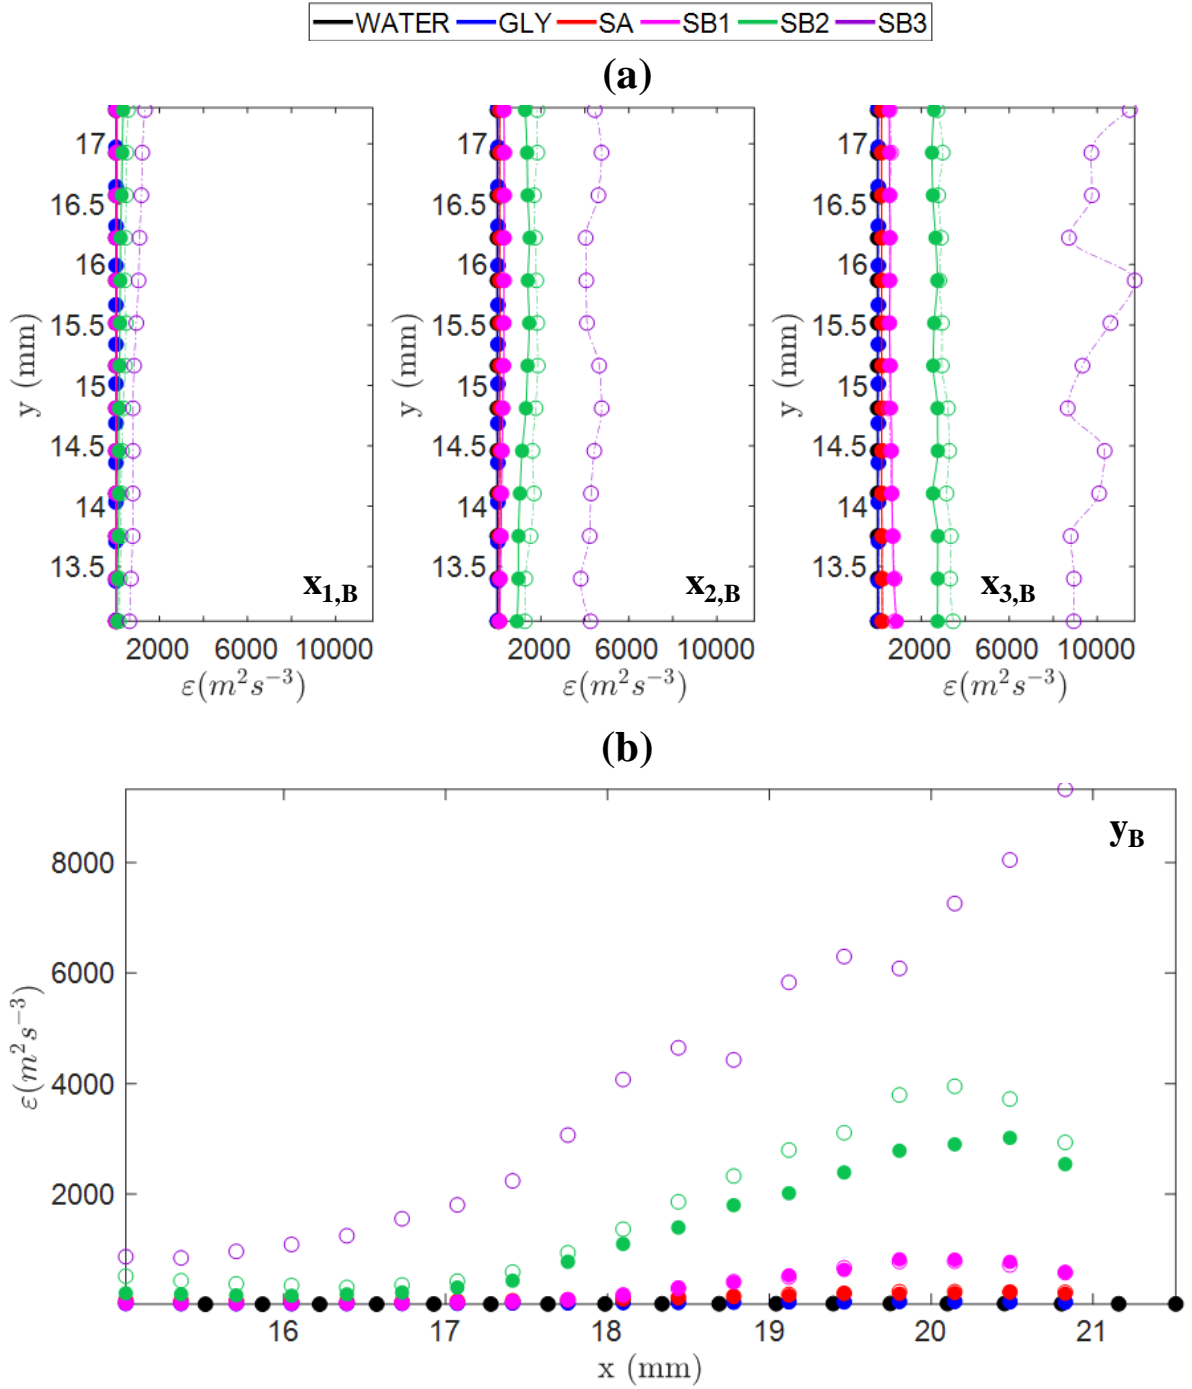 WATER GLY SA SB1 SB2 SB3
(a)
17
16.5
16
15.5
15
14.5
14
13.5
y (mm)
x1,B
2000 6000 10000
ε(m²s⁻³)
17
16.5
16
15.5
15
14.5
14
13.5
y (mm)
x2,B
2000 6000 10000
ε(m²s⁻³)
17
16.5
16
15.5
15
14.5
14
13.5
y (mm)
x3,B
2000 6000 10000
ε(m²s⁻³)
(b)
yB
8000
6000
4000
2000
ε(m²s⁻³)
16 17 18 19 20 21
x (mm)